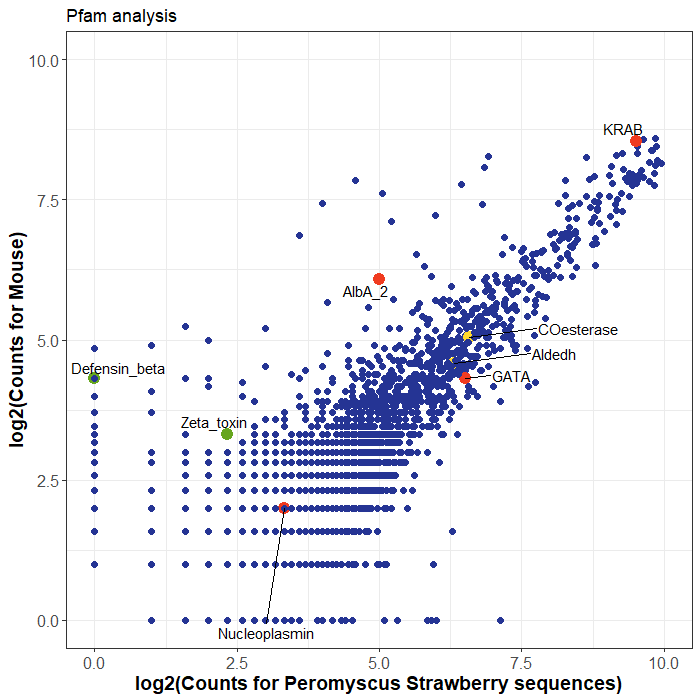 Pfam analysis
10.0
KRAB
7.5
AlbA_2
5.0
COesterase
Aldedh
Defensin_beta
GATA
Zeta_toxin
2.5
0.0
Nucleoplasmin
0.0 2.5 5.0 7.5 10.0
log2(Counts for Peromyscus Strawberry sequences)
log2(Counts for Mouse)